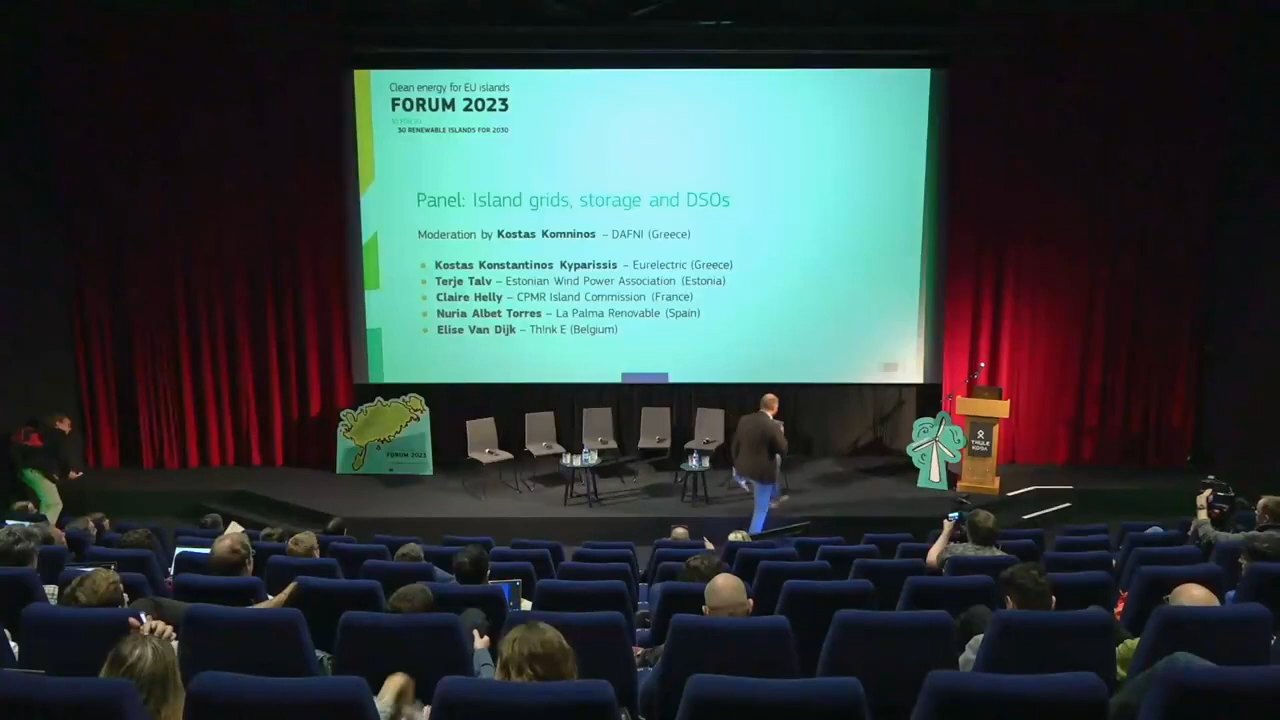 Clean energy for EU islands
FORUM 2023
30 RENEWABLE ISLANDS FOR 2030
Panel: Island grids, storage and DSOs
Moderation by Kostas Komninos – DAFNI (Greece)
Kostas Konstantinos Kyparissis – Eurelectric (Greece)
Terje Talv – Estonian Wind Power Association (Estonia)
Claire Helly – CPMR Island Commission (France)
Nuria Albet Torres – La Palma Renovable (Spain)
Elise Van Dijk – Th!nk E (Belgium)
FORUM 2023
THULE
KODA